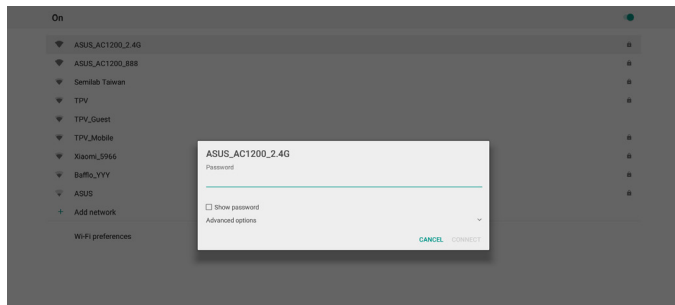 On
ASUS_AC1200_2.4G
ASUS_AC1200_888
Semilab Taiwan
TPV
TPV_Guest
TPV_Mobile
Xiaomi_5966
Baffio_YYY
ASUS
+ Add network
Wi-Fi preferences
ASUS_AC1200_2.4G
Password
Show password
Advanced options
CANCEL CONNECT